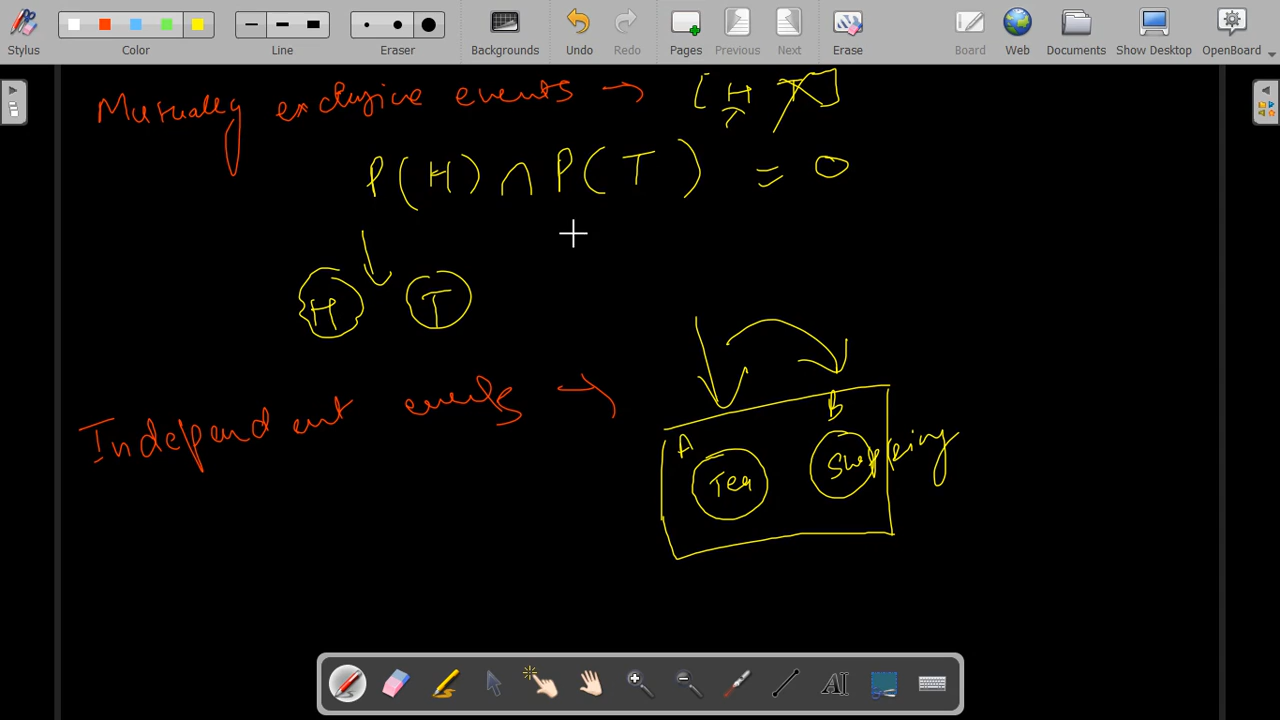 Stylus Color Line Eraser Backgrounds Undo Redo Pages Previous Next Erase Board Web Documents Show Desktop OpenBoard
Mutually exclusive events → [H T]
T
P(H) ∩ P(T) = 0
H T
Independent events →
A B
Tea Shopping
AI